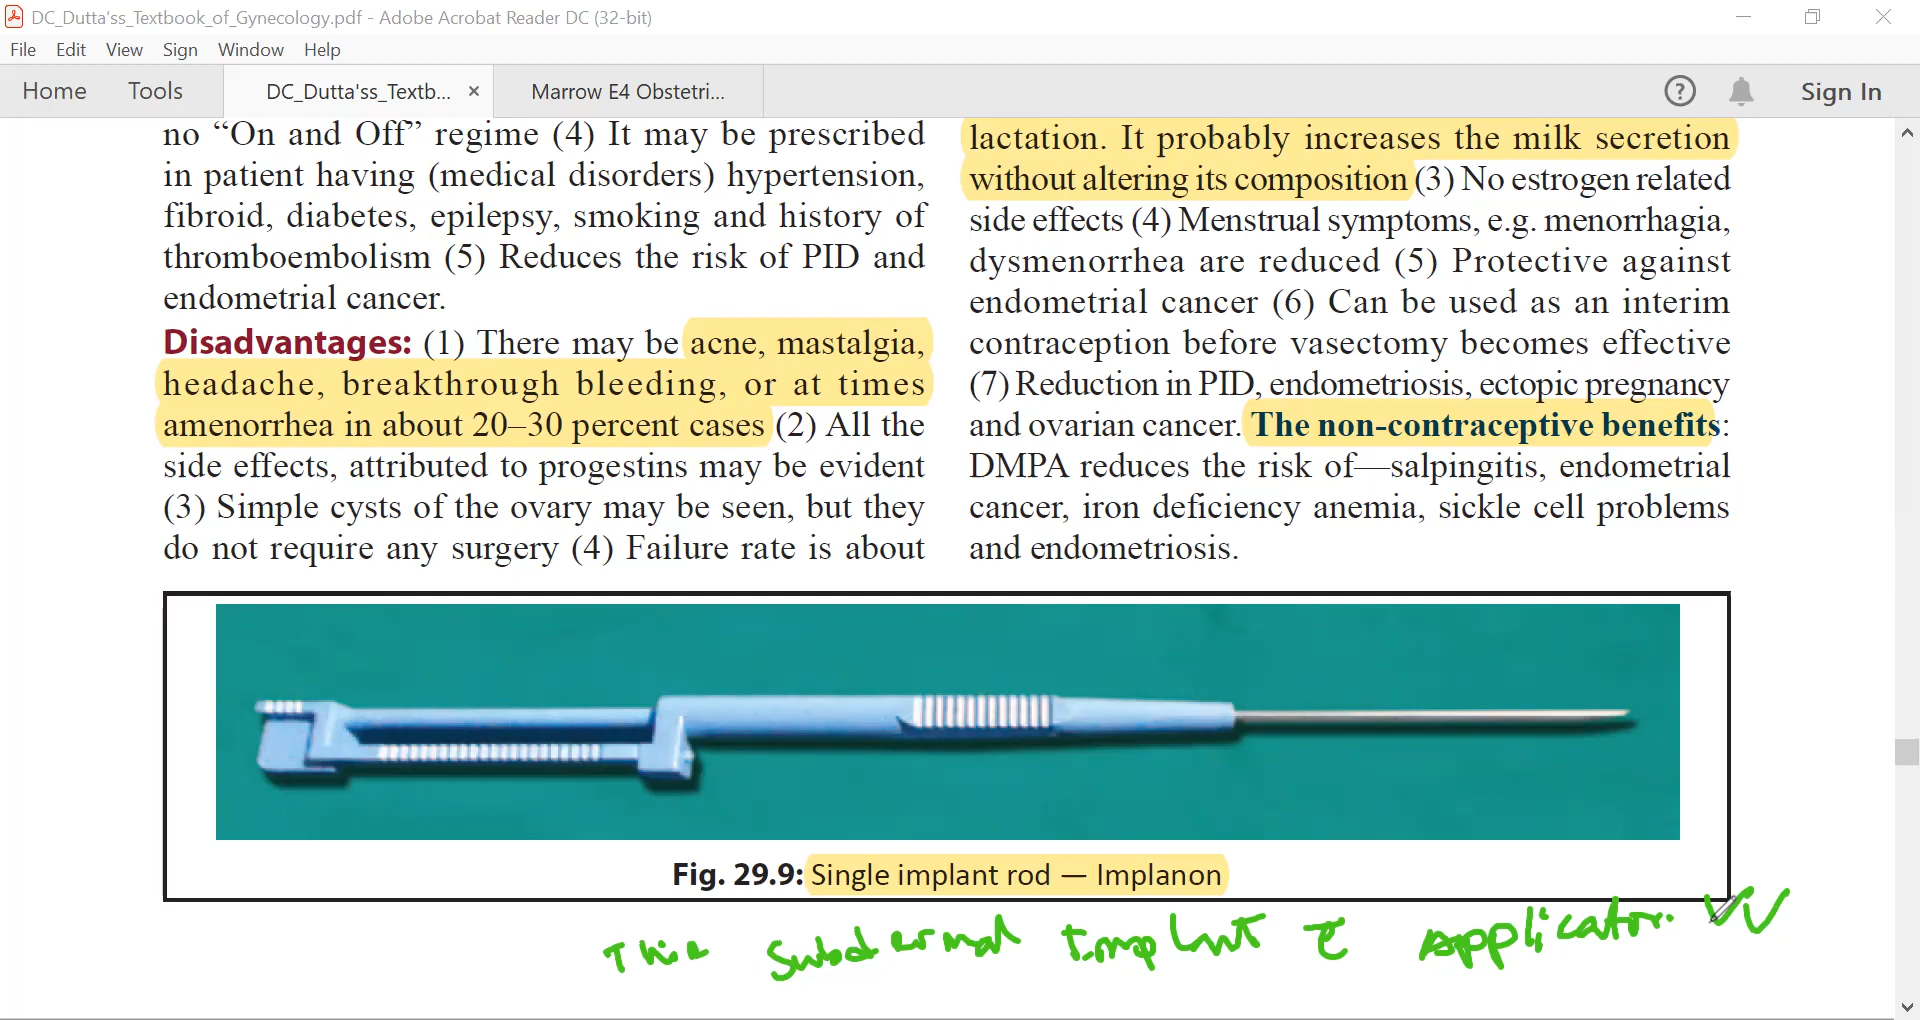 DC_Dutta'ss_Textbook_of_Gynecology.pdf - Adobe Acrobat Reader DC (32-bit)
File Edit View Sign Window Help
Home Tools DC_Dutta'ss_Textb... × Marrow E4 Obstetri... ? Sign In
no “On and Off” regime (4) It may be prescribed
in patient having (medical disorders) hypertension,
fibroid, diabetes, epilepsy, smoking and history of
thromboembolism (5) Reduces the risk of PID and
endometrial cancer.
Disadvantages: (1) There may be acne, mastalgia,
headache, breakthrough bleeding, or at times
amenorrhea in about 20–30 percent cases (2) All the
side effects, attributed to progestins may be evident
(3) Simple cysts of the ovary may be seen, but they
do not require any surgery (4) Failure rate is about
lactation. It probably increases the milk secretion
without altering its composition (3) No estrogen related
side effects (4) Menstrual symptoms, e.g. menorrhagia,
dysmenorrhea are reduced (5) Protective against
endometrial cancer (6) Can be used as an interim
contraception before vasectomy becomes effective
(7) Reduction in PID, endometriosis, ectopic pregnancy
and ovarian cancer. The non-contraceptive benefits:
DMPA reduces the risk of—salpingitis, endometrial
cancer, iron deficiency anemia, sickle cell problems
and endometriosis.
Fig. 29.9: Single implant rod — Implanon
Subdermal Implant Applicator.